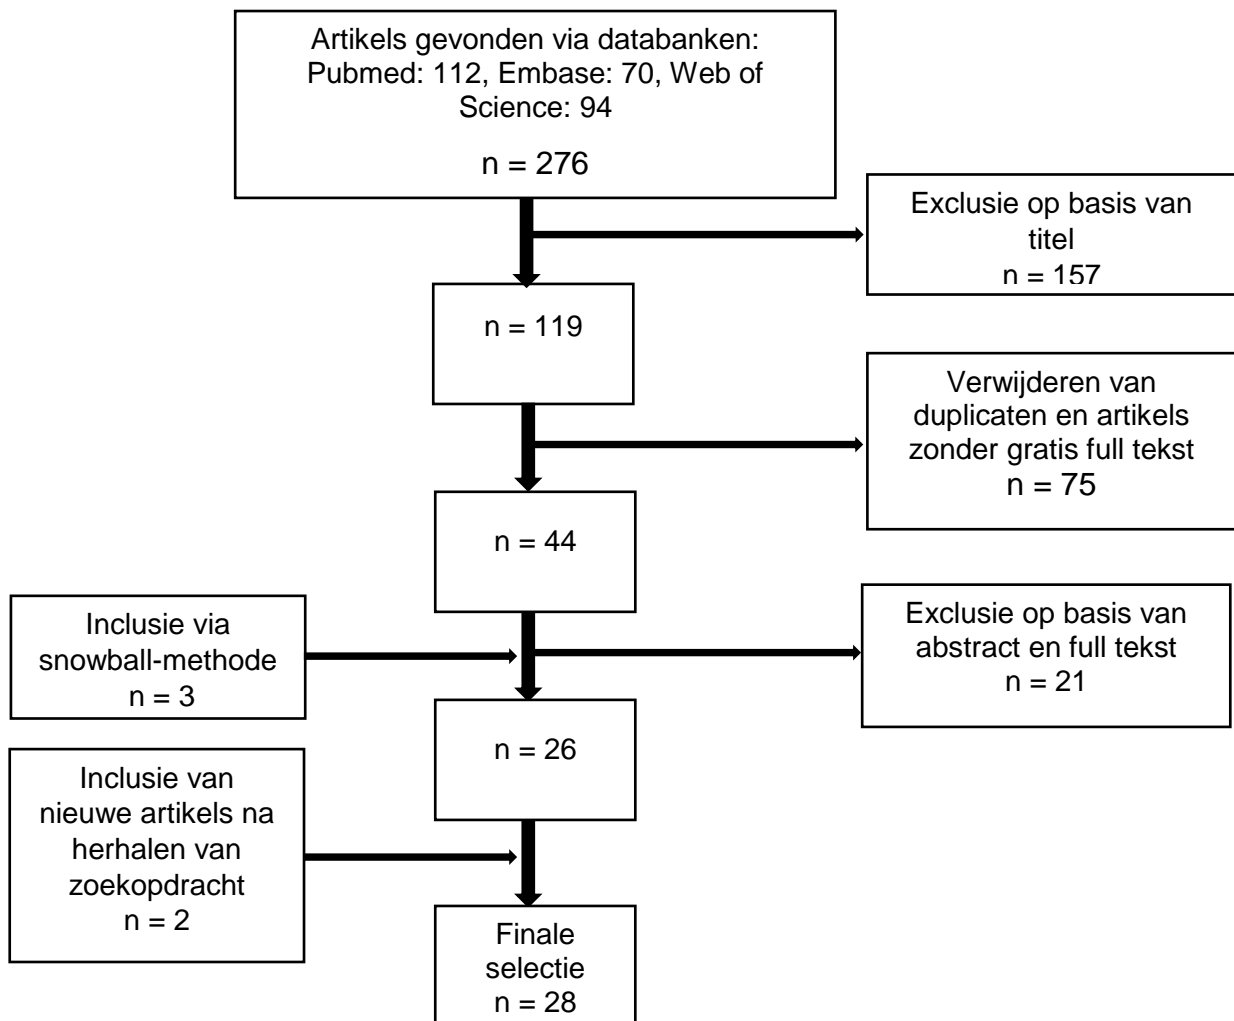 Artikels gevonden via databanken:
Pubmed: 112, Embase: 70, Web of
Science: 94
n = 276
Exclusie op basis van
titel
n = 157
n = 119
Verwijderen van
duplicaten en artikels
zonder gratis full tekst
n = 75
n = 44
Inclusie via
snowball-methode
n = 3
Exclusie op basis van
abstract en full tekst
n = 21
n = 26
Inclusie van
nieuwe artikels na
herhalen van
zoekopdracht
n = 2
Finale
selectie
n = 28